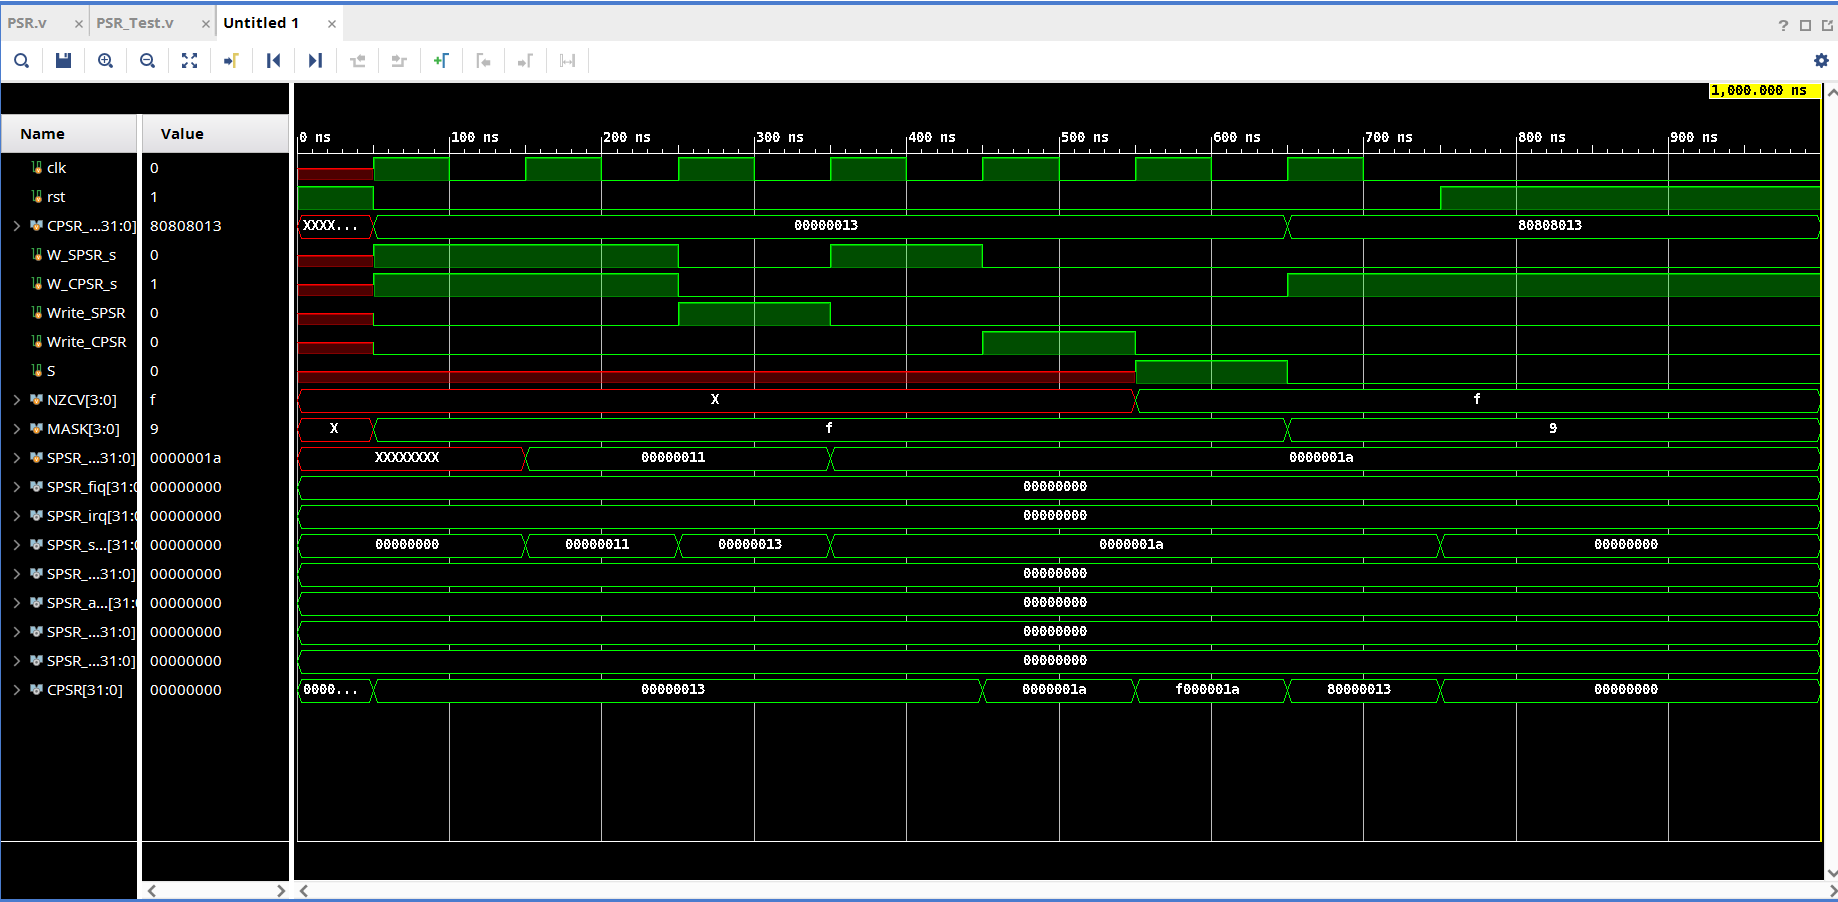 PSR.v × PSR_Test.v × Untitled 1 ×
?
1,000.000 ns
Name Value
0 ns 100 ns 200 ns 300 ns 400 ns 500 ns 600 ns 700 ns 800 ns 900 ns
clk 0
rst 1
CPSR_...31:0] 80808013 XXXX... 00000013 80808013
W_SPSR_s 0
W_CPSR_s 1
Write_SPSR 0
Write_CPSR 0
S 0
NZCV[3:0] f X f
MASK[3:0] 9 X f 9
SPSR_...31:0] 0000001a XXXXXXXX 00000011 0000001a
SPSR_fiq[31:0 00000000 00000000
SPSR_irq[31:0 00000000 00000000
SPSR_s...[31:0 00000000 00000000 00000011 00000013 0000001a 00000000
SPSR_...31:0] 00000000 00000000
SPSR_a...[31:0 00000000 00000000
SPSR_...31:0] 00000000 00000000
SPSR_...31:0] 00000000 00000000
CPSR[31:0] 00000000 0000... 00000013 0000001a f000001a 80000013 00000000